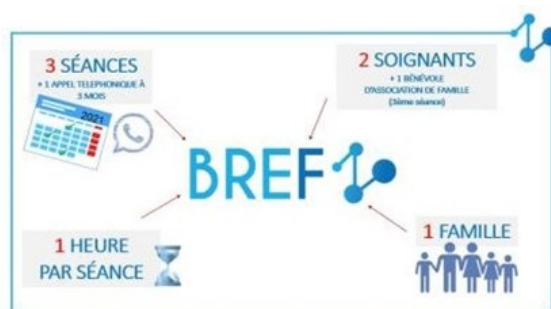 3 SÉANCES
+ 1 APPEL TELEPHONIQUE À
3 MOIS
2021
2 SOIGNANTS
+ 1 BÉNÉVOLE
D'ASSOCIATION DE FAMILLE
(3ème séance)
BREF
1 HEURE
PAR SÉANCE
1 FAMILLE